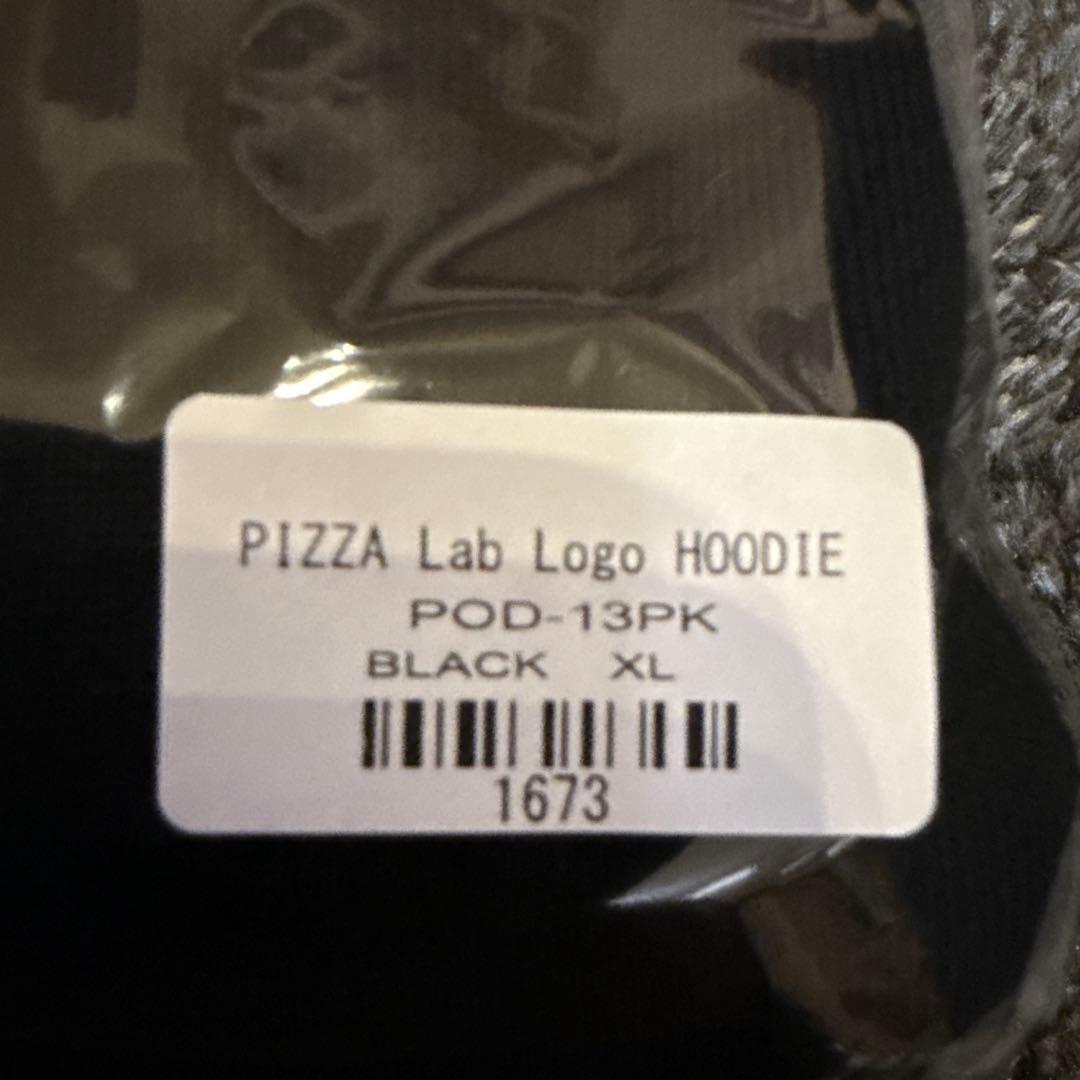 PIZZA Lab Logo HOODIE
POD-13PK
BLACK XL
1673